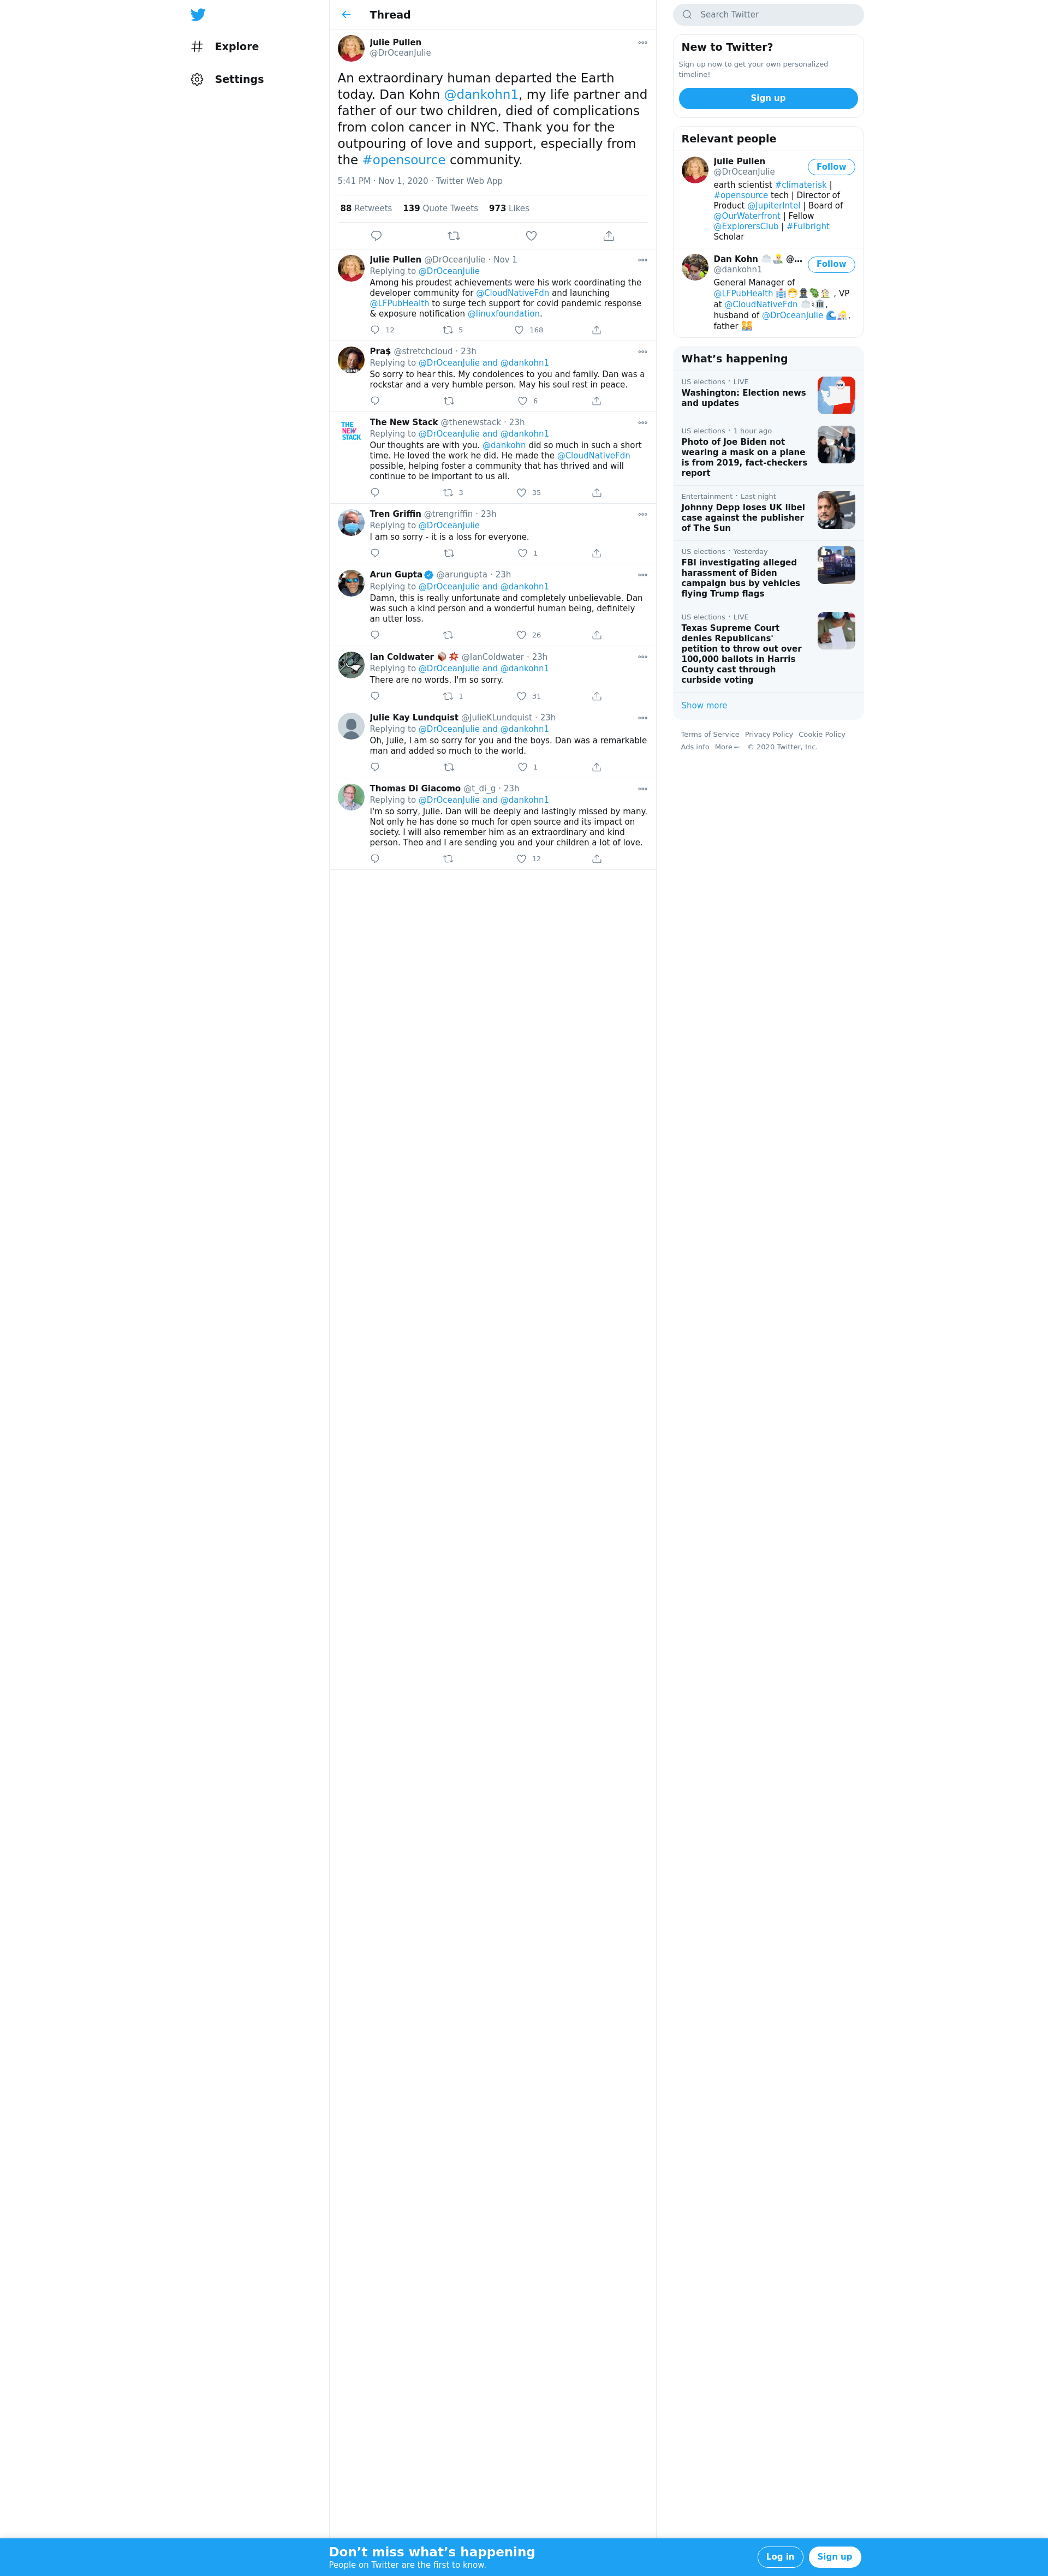 Explore
Settings
Thread
Julie Pullen
@DrOceanJulie
An extraordinary human departed the Earth
today. Dan Kohn @dankohn1, my life partner and
father of our two children, died of complications
from colon cancer in NYC. Thank you for the
outpouring of love and support, especially from
the #opensource community.
5:41 PM · Nov 1, 2020 · Twitter Web App
88 Retweets 139 Quote Tweets 973 Likes
Julie Pullen @DrOceanJulie · Nov 1
Replying to @DrOceanJulie
Among his proudest achievements were his work coordinating the
developer community for @CloudNativeFdn and launching
@LFPubHealth to surge tech support for covid pandemic response
& exposure notification @linuxfoundation.
12 5 168
Pra$ @stretchcloud · 23h
Replying to @DrOceanJulie and @dankohn1
So sorry to hear this. My condolences to you and family. Dan was a
rockstar and a very humble person. May his soul rest in peace.
6
THE
NEW
STACK
The New Stack @thenewstack · 23h
Replying to @DrOceanJulie and @dankohn1
Our thoughts are with you. @dankohn did so much in such a short
time. He loved the work he did. He made the @CloudNativeFdn
possible, helping foster a community that has thrived and will
continue to be important to us all.
3 35
Tren Griffin @trengriffin · 23h
Replying to @DrOceanJulie
I am so sorry - it is a loss for everyone.
1
Arun Gupta @arungupta · 23h
Replying to @DrOceanJulie and @dankohn1
Damn, this is really unfortunate and completely unbelievable. Dan
was such a kind person and a wonderful human being, definitely
an utter loss.
26
Ian Coldwater 📦💥 @IanColdwater · 23h
Replying to @DrOceanJulie and @dankohn1
There are no words. I'm so sorry.
1 31
Julie Kay Lundquist @JulieKLundquist · 23h
Replying to @DrOceanJulie and @dankohn1
Oh, Julie, I am so sorry for you and the boys. Dan was a remarkable
man and added so much to the world.
1
Thomas Di Giacomo @t_di_g · 23h
Replying to @DrOceanJulie and @dankohn1
I'm so sorry, Julie. Dan will be deeply and lastingly missed by many.
Not only he has done so much for open source and its impact on
society. I will also remember him as an extraordinary and kind
person. Theo and I are sending you and your children a lot of love.
12
Search Twitter
New to Twitter?
Sign up now to get your own personalized
timeline!
Sign up
Relevant people
Julie Pullen
@DrOceanJulie
Follow
earth scientist #climaterisk |
#opensource tech | Director of
Product @JupiterIntel | Board of
@OurWaterfront | Fellow
@ExplorersClub | #Fulbright
Scholar
Dan Kohn @…
@dankohn1
Follow
General Manager of
@LFPubHealth , VP
at @CloudNativeFdn ,
husband of @DrOceanJulie ,
father
What’s happening
US elections · LIVE
Washington: Election news
and updates
US elections · 1 hour ago
Photo of Joe Biden not
wearing a mask on a plane
is from 2019, fact-checkers
report
Entertainment · Last night
Johnny Depp loses UK libel
case against the publisher
of The Sun
US elections · Yesterday
FBI investigating alleged
harassment of Biden
campaign bus by vehicles
flying Trump flags
US elections · LIVE
Texas Supreme Court
denies Republicans'
petition to throw out over
100,000 ballots in Harris
County cast through
curbside voting
Show more
Terms of Service Privacy Policy Cookie Policy
Ads info More ••• © 2020 Twitter, Inc.
Don’t miss what’s happening
People on Twitter are the first to know.
Log in
Sign up